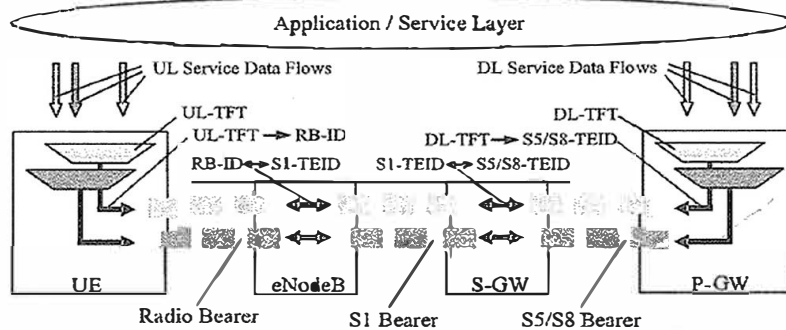 Application / Service Layer
UL Service Data Flows
DL Service Data Flows
UL-TFT
DL-TFT
UL-TFT → RB-ID
DL-TFT → S5/S8-TEID
RB-ID ↔ S1-TEID
S1-TEID ↔ S5/S8-TEID
UE
eNodeB
S-GW
P-GW
Radio Bearer
S1 Bearer
S5/S8 Bearer